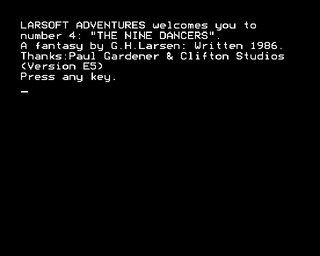 LARSOFT ADVENTURES welcomes you to
number 4: "THE NINE DANCERS".
A fantasy by G.H.Larsen: Written 1986.
Thanks:Paul Gardener & Clifton Studios
(Version E5)
Press any key.